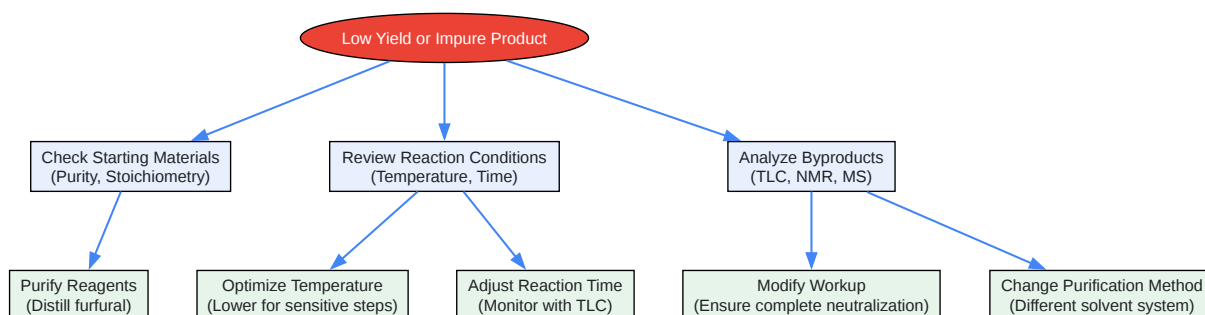 Low Yield or Impure Product
Check Starting Materials
(Purity, Stoichiometry)
Review Reaction Conditions
(Temperature, Time)
Analyze Byproducts
(TLC, NMR, MS)
Purify Reagents
(Distill furfural)
Optimize Temperature
(Lower for sensitive steps)
Adjust Reaction Time
(Monitor with TLC)
Modify Workup
(Ensure complete neutralization)
Change Purification Method
(Different solvent system)